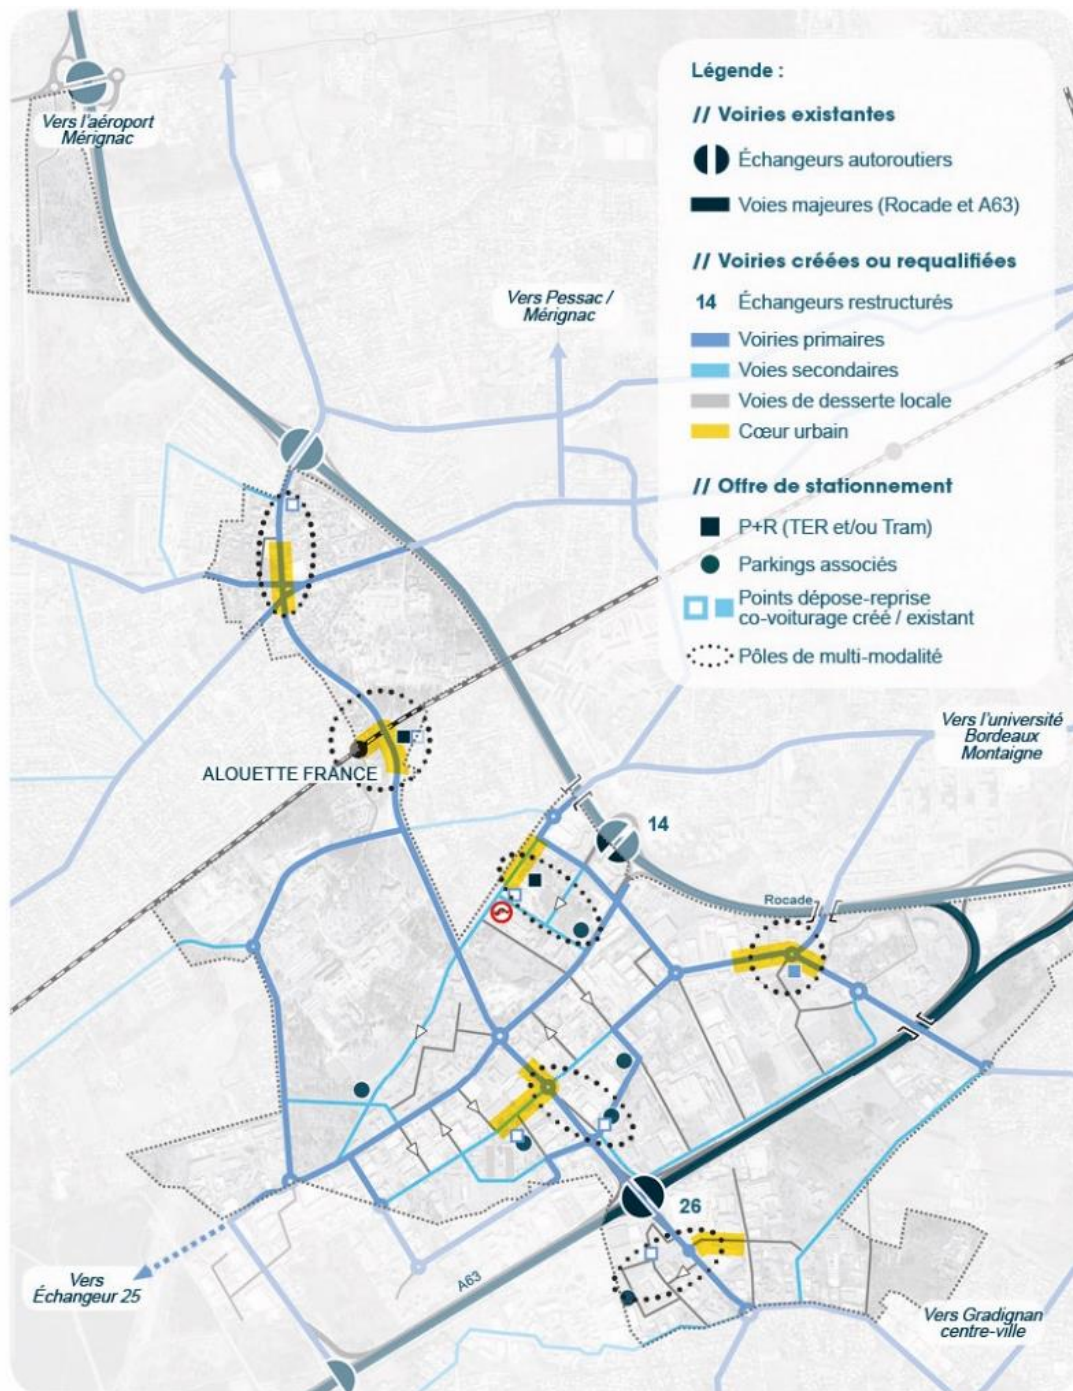 Légende :
// Voiries existantes
Échangeurs autoroutiers
Voies majeures (Rocade et A63)
// Voiries créées ou requalifiées
14 Échangeurs restructurés
Voiries primaires
Voies secondaires
Voies de desserte locale
Cœur urbain
// Offre de stationnement
P+R (TER et/ou Tram)
Parkings associés
Points dépose-reprise
co-voiturage créé / existant
Pôles de multi-modalité
Vers l'aéroport
Mérignac
Vers Pessac /
Mérignac
Vers l'université
Bordeaux
Montaigne
ALOUETTE FRANCE
14
Rocade
26
A63
Vers
Échangeur 25
Vers Gradignan
centre-ville